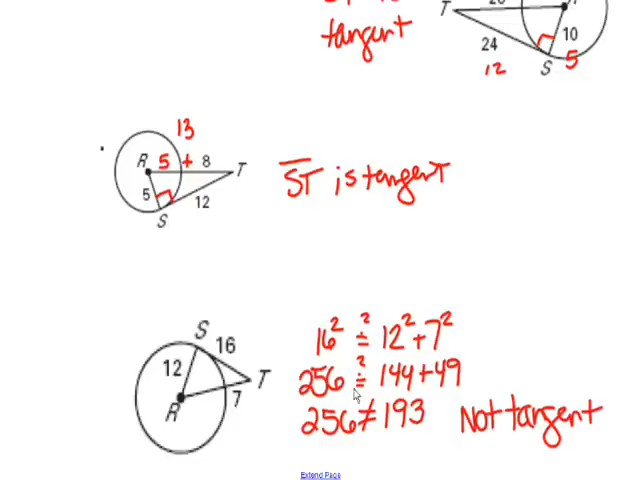 tangent
T
24
10
12
S
5
13
R 5 + 8 T
5
12
S
ST is tangent
S
16
12
T
R
7
16² ≟ 12² + 7²
256 ≟ 144 + 49
256 ≠ 193 Not tangent
Extend Page